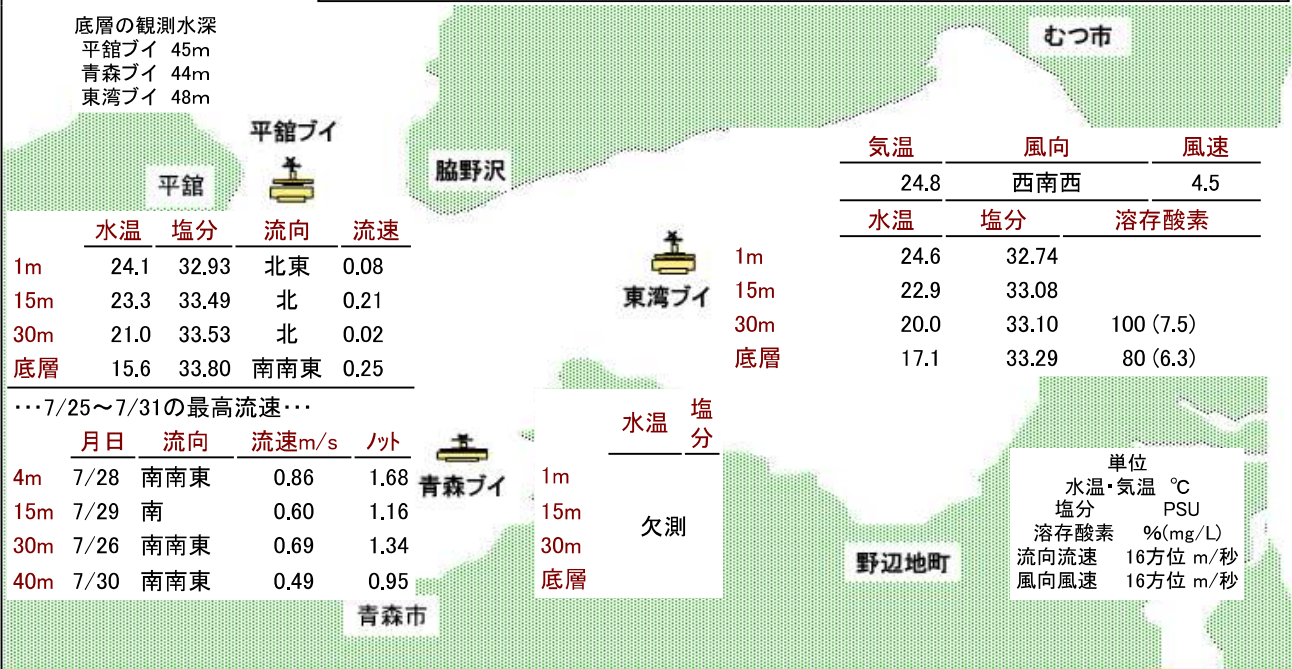 底層の観測水深
平舘ブイ 45m
青森ブイ 44m
東湾ブイ 48m
むつ市
平舘ブイ
平舘
脇野沢
気温 風向 風速
24.8 西南西 4.5
水温 塩分 溶存酸素
1m 24.6 32.74
15m 22.9 33.08
30m 20.0 33.10 100 (7.5)
底層 17.1 33.29 80 (6.3)
東湾ブイ
水温 塩分 流向 流速
1m 24.1 32.93 北東 0.08
15m 23.3 33.49 北 0.21
30m 21.0 33.53 北 0.02
底層 15.6 33.80 南南東 0.25
…7/25～7/31の最高流速…
月日 流向 流速m/s ノット
4m 7/28 南南東 0.86 1.68
15m 7/29 南 0.60 1.16
30m 7/26 南南東 0.69 1.34
40m 7/30 南南東 0.49 0.95
青森ブイ
水温 塩分
1m
15m
欠測
30m
底層
青森市
野辺地町
単位
水温・気温 ℃
塩分 PSU
溶存酸素 %(mg/L)
流向流速 16方位 m/秒
風向風速 16方位 m/秒